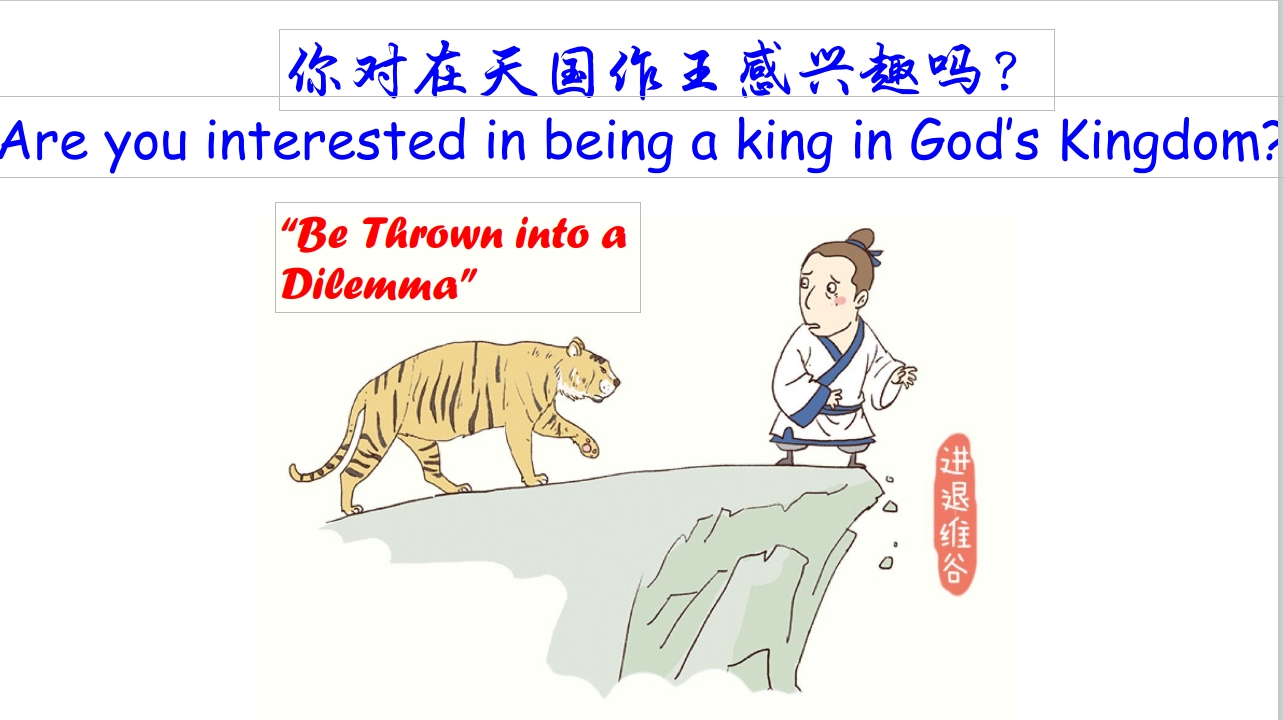 你对在天国作王感兴趣吗？
Are you interested in being a king in God's Kingdom?
“Be Thrown into a
Dilemma”
进退维谷